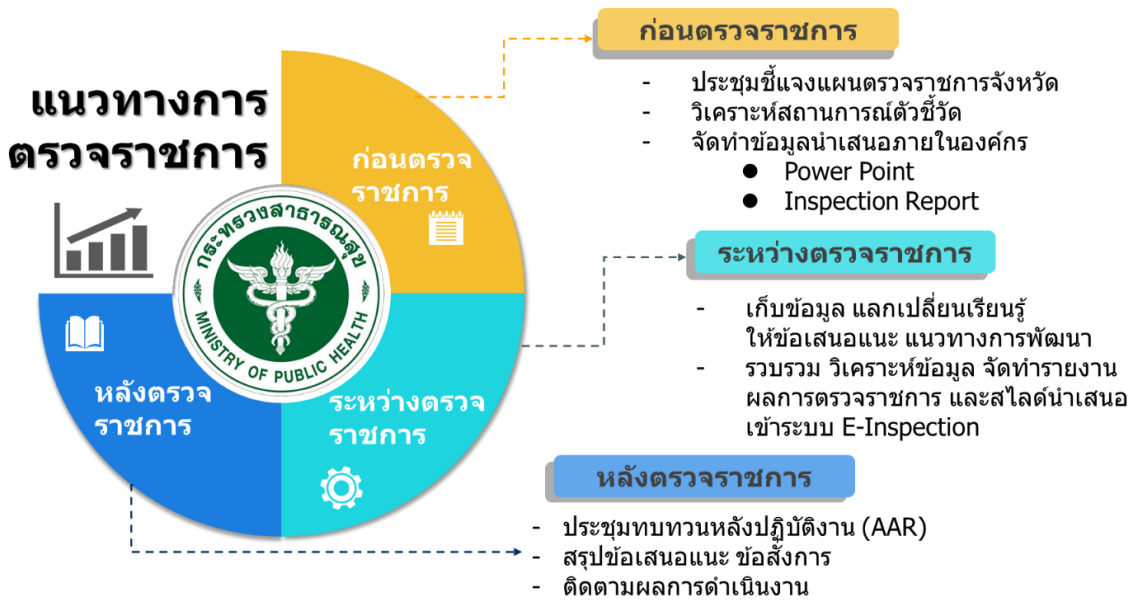 แนวทางการ
ตรวจราชการ
ก่อนตรวจ
ราชการ
กระทรวงสาธารณสุข
MINISTRY OF PUBLIC HEALTH
หลังตรวจ
ราชการ
ระหว่างตรวจ
ราชการ
ก่อนตรวจราชการ
- ประชุมชี้แจงแผนตรวจราชการจังหวัด
- วิเคราะห์สถานการณ์ตัวชี้วัด
- จัดทำข้อมูลนำเสนอภายในองค์กร
● Power Point
● Inspection Report
ระหว่างตรวจราชการ
- เก็บข้อมูล แลกเปลี่ยนเรียนรู้
ให้ข้อเสนอแนะ แนวทางการพัฒนา
- รวบรวม วิเคราะห์ข้อมูล จัดทำรายงาน
ผลการตรวจราชการ และสไลด์นำเสนอ
เข้าระบบ E-Inspection
หลังตรวจราชการ
- ประชุมทบทวนหลังปฏิบัติงาน (AAR)
- สรุปข้อเสนอแนะ ข้อสั่งการ
- ติดตามผลการดำเนินงาน